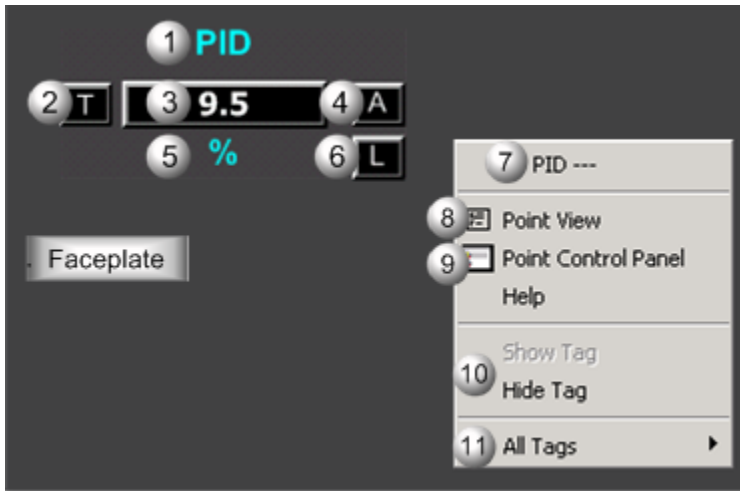 1 PID
2 T 3 9.5 4 A
5 % 6 L
7 PID ---
8 Point View
Faceplate
9 Point Control Panel
Help
Show Tag
10
Hide Tag
11 All Tags